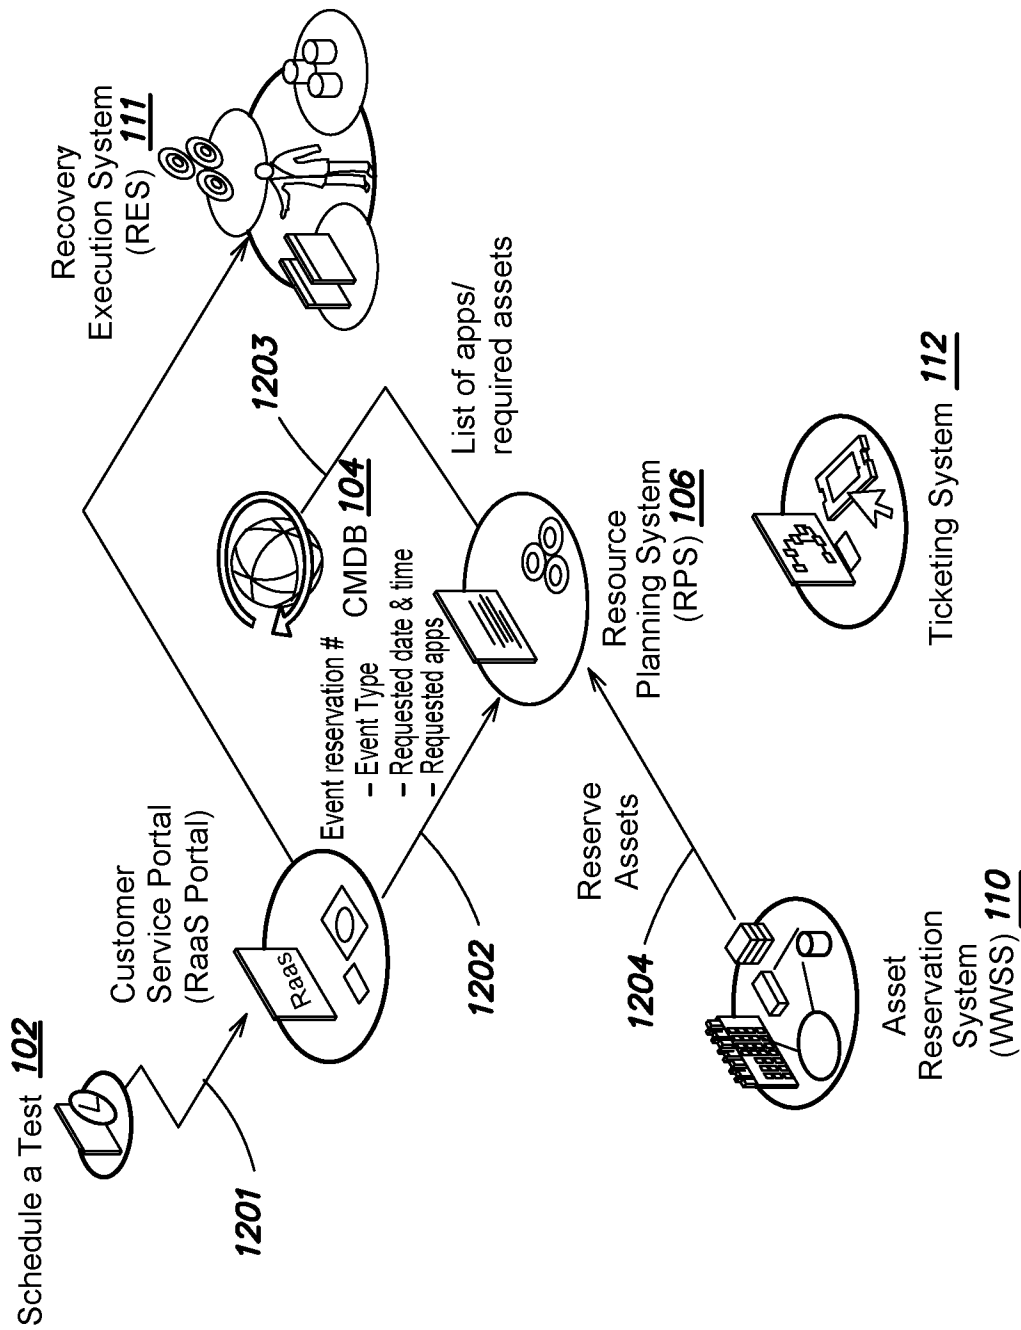 Schedule a Test 102
1201
Customer
Service Portal
(RaaS Portal)
Raas
1202
Event reservation #
– Event Type
– Requested date & time
– Requested apps
CMDB 104
1203
Recovery
Execution System
(RES) 111
List of apps/
required assets
Resource
Planning System
(RPS) 106
Reserve
Assets
1204
Asset
Reservation
System
(WWSS) 110
Ticketing System 112